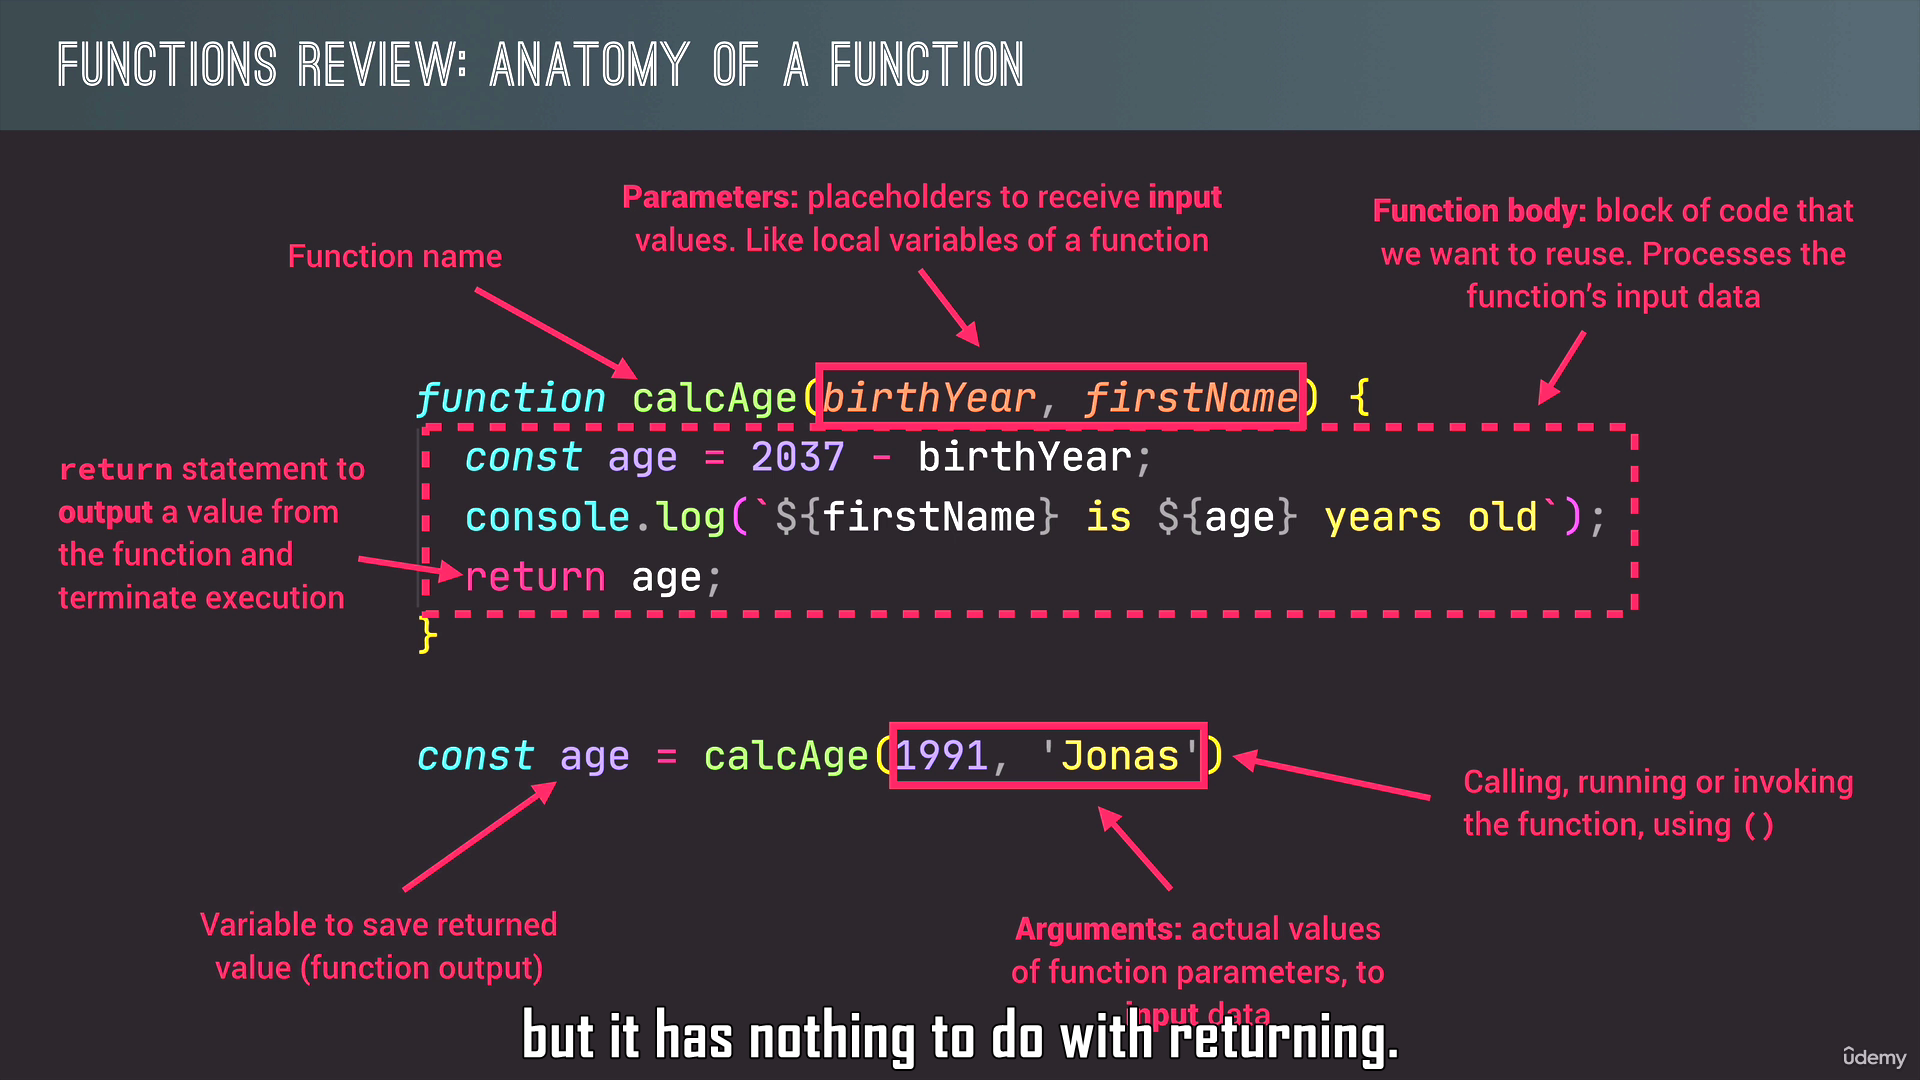 FUNCTIONS REVIEW: ANATOMY OF A FUNCTION
Parameters: placeholders to receive input
values. Like local variables of a function
Function body: block of code that
we want to reuse. Processes the
function’s input data
Function name
function calcAge(birthYear, firstName) {
const age = 2037 - birthYear;
console.log(`${firstName} is ${age} years old`);
return age;
}
return statement to
output a value from
the function and
terminate execution
const age = calcAge(1991, 'Jonas')
Calling, running or invoking
the function, using ()
Variable to save returned
value (function output)
Arguments: actual values
of function parameters, to
input data
but it has nothing to do with returning.
ûdemy